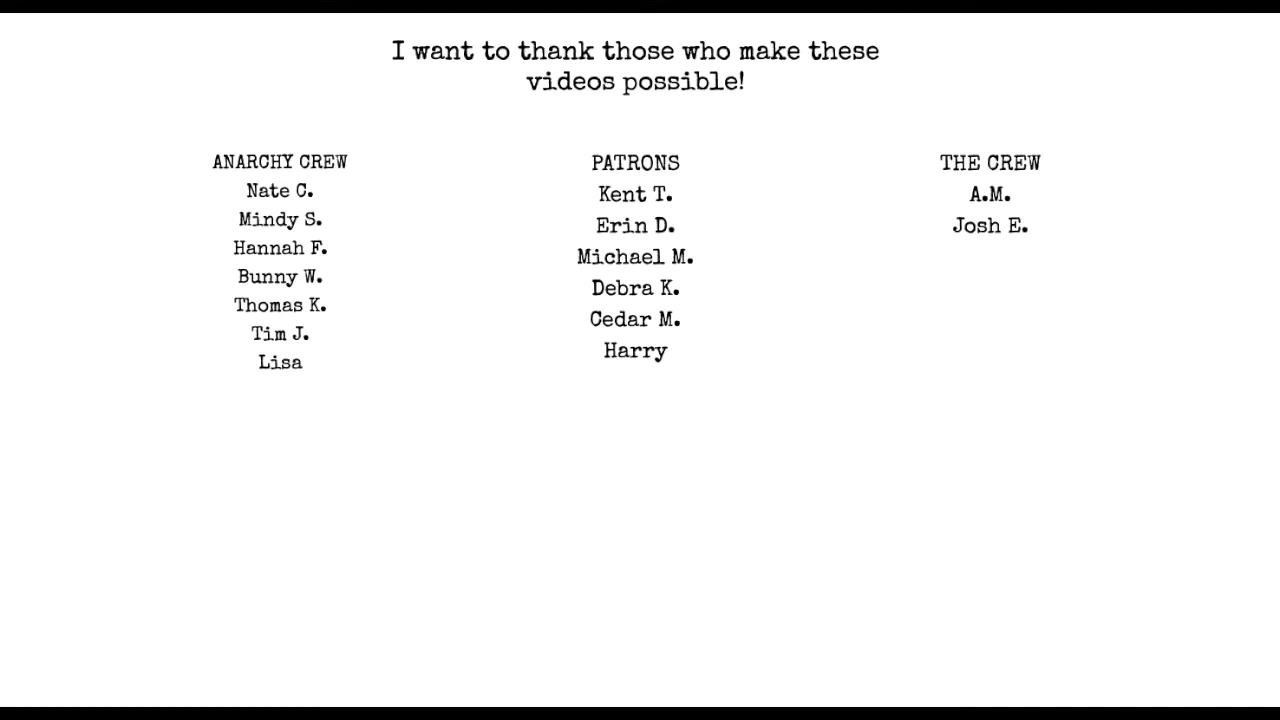 I want to thank those who make these
videos possible!
ANARCHY CREW
Nate C.
Mindy S.
Hannah F.
Bunny W.
Thomas K.
Tim J.
Lisa
PATRONS
Kent T.
Erin D.
Michael M.
Debra K.
Cedar M.
Harry
THE CREW
A.M.
Josh E.